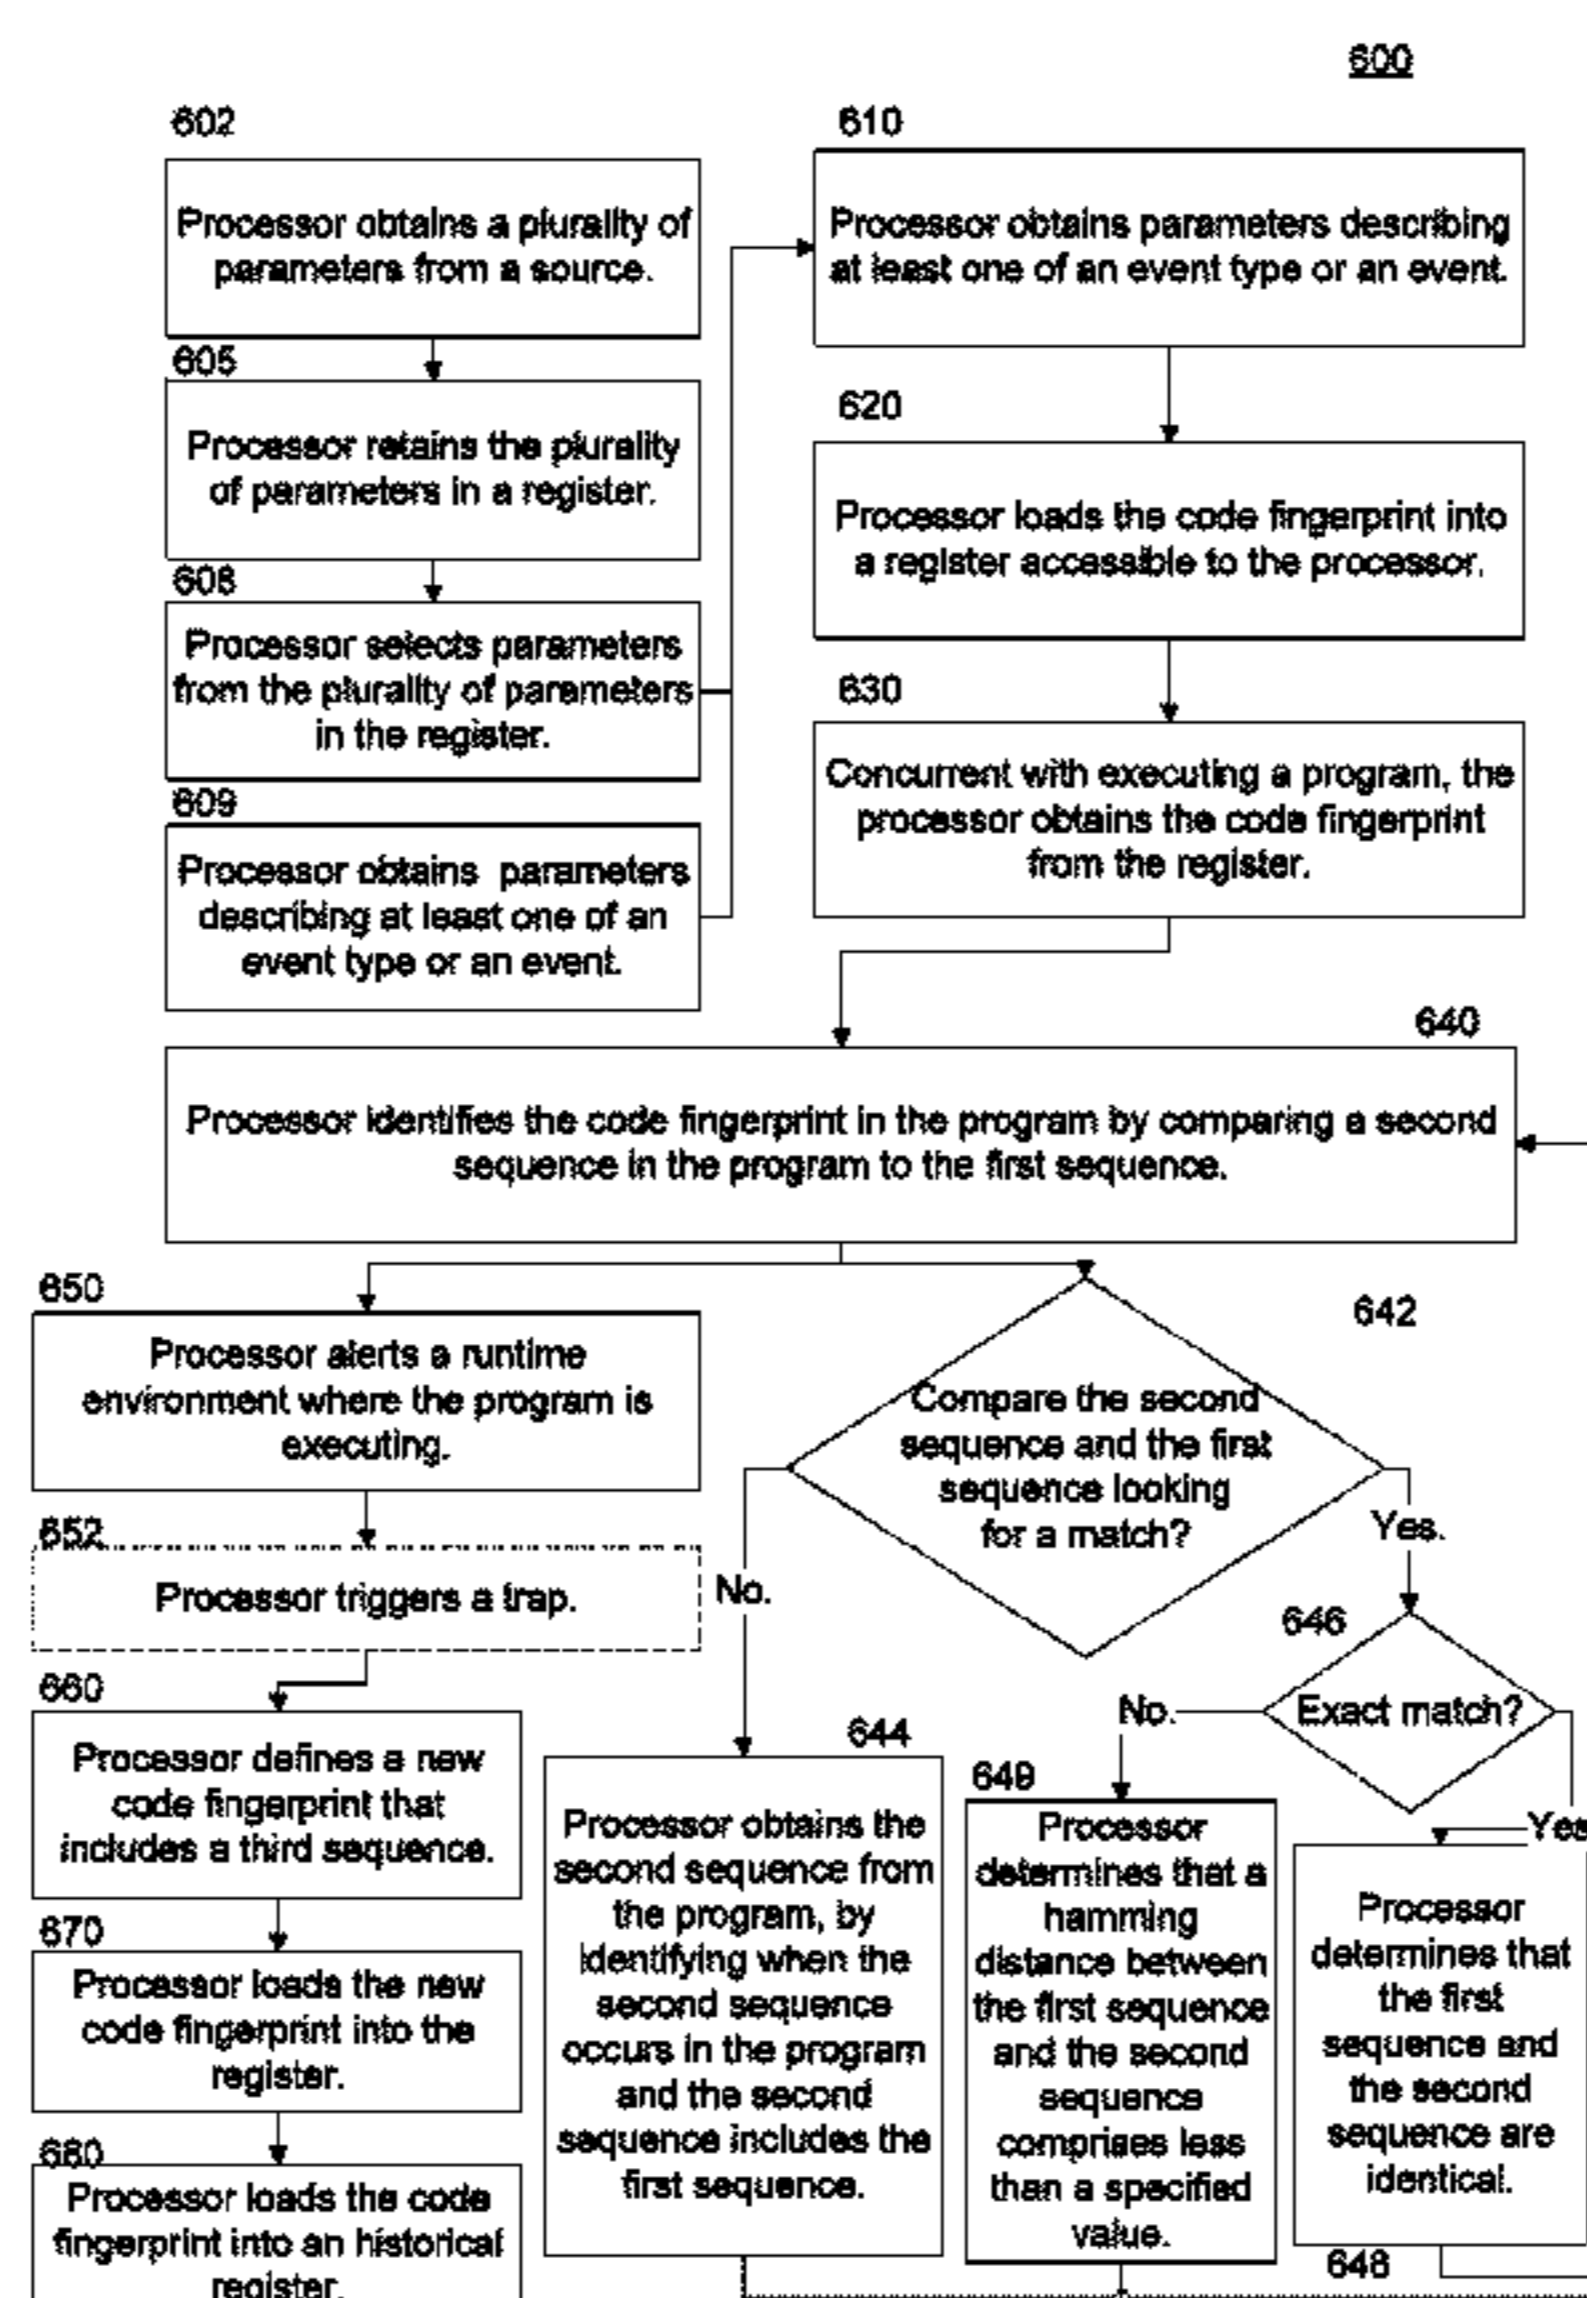 600
602
Processor obtains a plurality of
parameters from a source.
605
Processor retains the plurality
of parameters in a register.
608
Processor selects parameters
from the plurality of parameters
in the register.
609
Processor obtains parameters
describing at least one of an
event type or an event.
610
Processor obtains parameters describing
at least one of an event type or an event.
620
Processor loads the code fingerprint into
a register accessible to the processor.
630
Concurrent with executing a program, the
processor obtains the code fingerprint
from the register.
640
Processor identifies the code fingerprint in the program by comparing a second
sequence in the program to the first sequence.
650
Processor alerts a runtime
environment where the program is
executing.
652
Processor triggers a trap.
660
Processor defines a new
code fingerprint that
includes a third sequence.
670
Processor loads the new
code fingerprint into the
register.
680
Processor loads the code
fingerprint into an historical
register.
642
Compare the second
sequence and the first
sequence looking
for a match?
No.
Yes.
644
Processor obtains the
second sequence from
the program, by
identifying when the
second sequence
occurs in the program
and the second
sequence includes the
first sequence.
646
Exact match?
No.
Yes
649
Processor
determines that a
hamming
distance between
the first sequence
and the second
sequence
comprises less
than a specified
value.
Processor
determines that
the first
sequence and
the second
sequence are
identical.
648